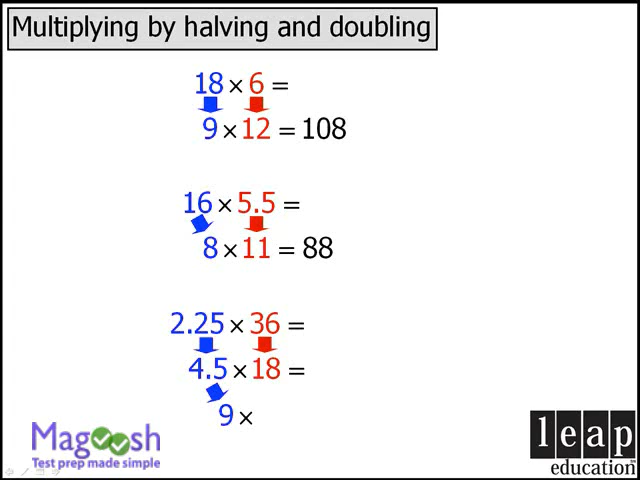 Multiplying by halving and doubling
18 × 6 =
9 × 12 = 108
16 × 5.5 =
8 × 11 = 88
2.25 × 36 =
4.5 × 18 =
9 ×
Magoosh
Test prep made simple
leap
education